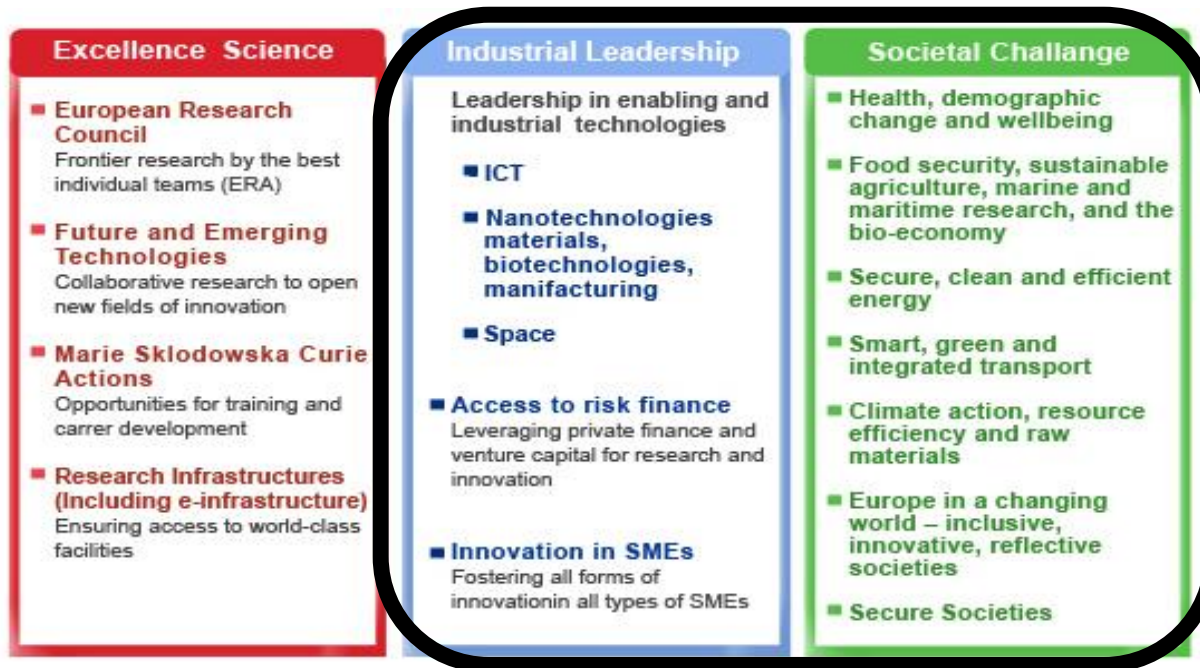 Excellence Science
European Research
Council
Frontier research by the best
individual teams (ERA)
Future and Emerging
Technologies
Collaborative research to open
new fields of innovation
Marie Sklodowska Curie
Actions
Opportunities for training and
carrer development
Research Infrastructures
(Including e-infrastructure)
Ensuring access to world-class
facilities
Industrial Leadership
Leadership in enabling and
industrial technologies
ICT
Nanotechnologies
materials,
biotechnologies,
manifacturing
Space
Access to risk finance
Leveraging private finance and
venture capital for research and
innovation
Innovation in SMEs
Fostering all forms of
innovationin all types of SMEs
Societal Challange
Health, demographic
change and wellbeing
Food security, sustainable
agriculture, marine and
maritime research, and the
bio-economy
Secure, clean and efficient
energy
Smart, green and
integrated transport
Climate action, resource
efficiency and raw
materials
Europe in a changing
world – inclusive,
innovative, reflective
societies
Secure Societies